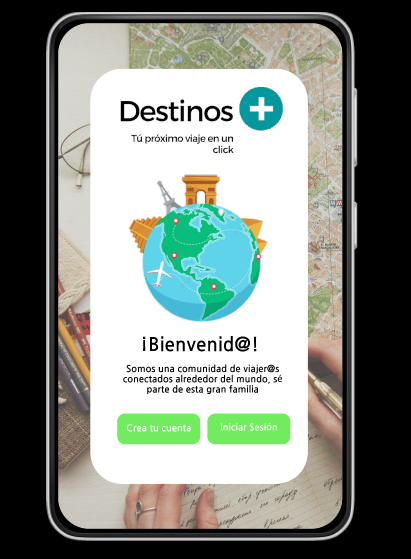 Destinos
Tú próximo viaje en un
click
¡Bienvenid@!
Somos una comunidad de viajer@s
conectados alrededor del mundo, sé
parte de esta gran familia
Crea tu cuenta
Iniciar Sesión